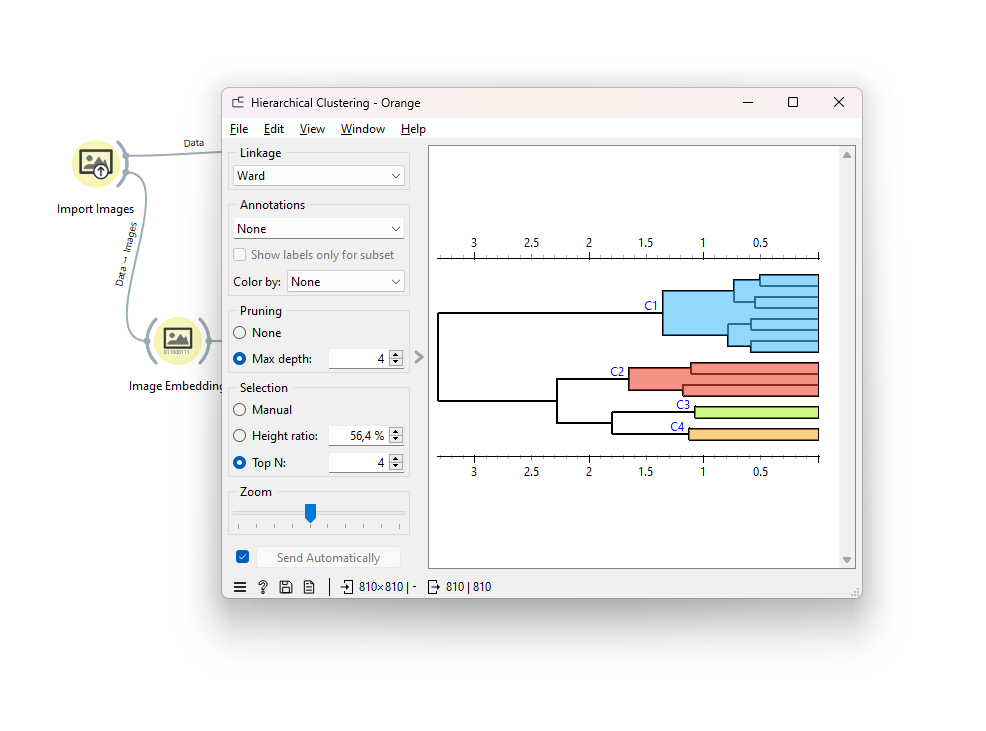 Hierarchical Clustering - Orange
File Edit View Window Help
Data
Import Images
Data → Images
011000111
Image Embedding
Linkage
Ward
Annotations
None
Show labels only for subset
Color by: None
Pruning
None
Max depth: 4
Selection
Manual
Height ratio: 56,4 %
Top N: 4
Zoom
Send Automatically
3 2.5 2 1.5 1 0.5
C1
C2
C3
C4
3 2.5 2 1.5 1 0.5
? 810×810 | - 810 | 810